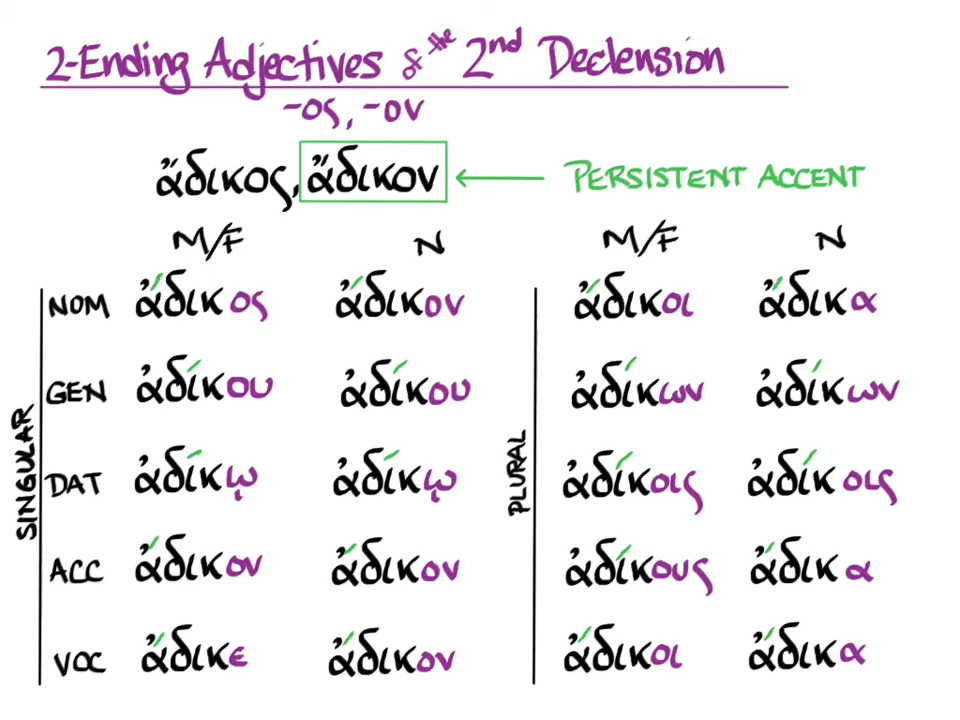 2-Ending Adjectives of the 2nd Declension
-ος, -ον
ἄδικος, ἄδικον ← PERSISTENT ACCENT
M/F N M/F N
SINGULAR
PLURAL
NOM ἄδικος ἄδικον ἄδικοι ἄδικα
GEN ἀδίκου ἀδίκου ἀδίκων ἀδίκων
DAT ἀδίκῳ ἀδίκῳ ἀδίκοις ἀδίκοις
ACC ἄδικον ἄδικον ἀδίκους ἄδικα
VOC ἄδικε ἄδικον ἄδικοι ἄδικα